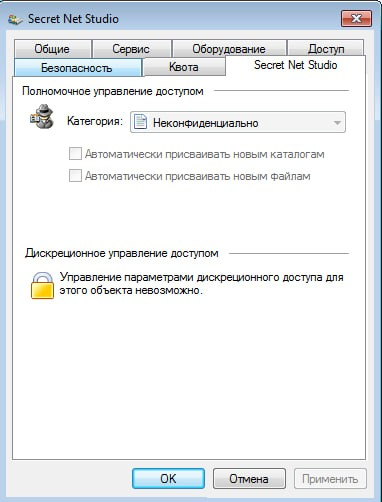 Secret Net Studio
Общие Сервис Оборудование Доступ
Безопасность Квота Secret Net Studio
Полномочное управление доступом
Категория: Неконфиденциально
Автоматически присваивать новым каталогам
Автоматически присваивать новым файлам
Дискреционное управление доступом
Управление параметрами дискреционного доступа для
этого объекта невозможно.
OK Отмена Применить